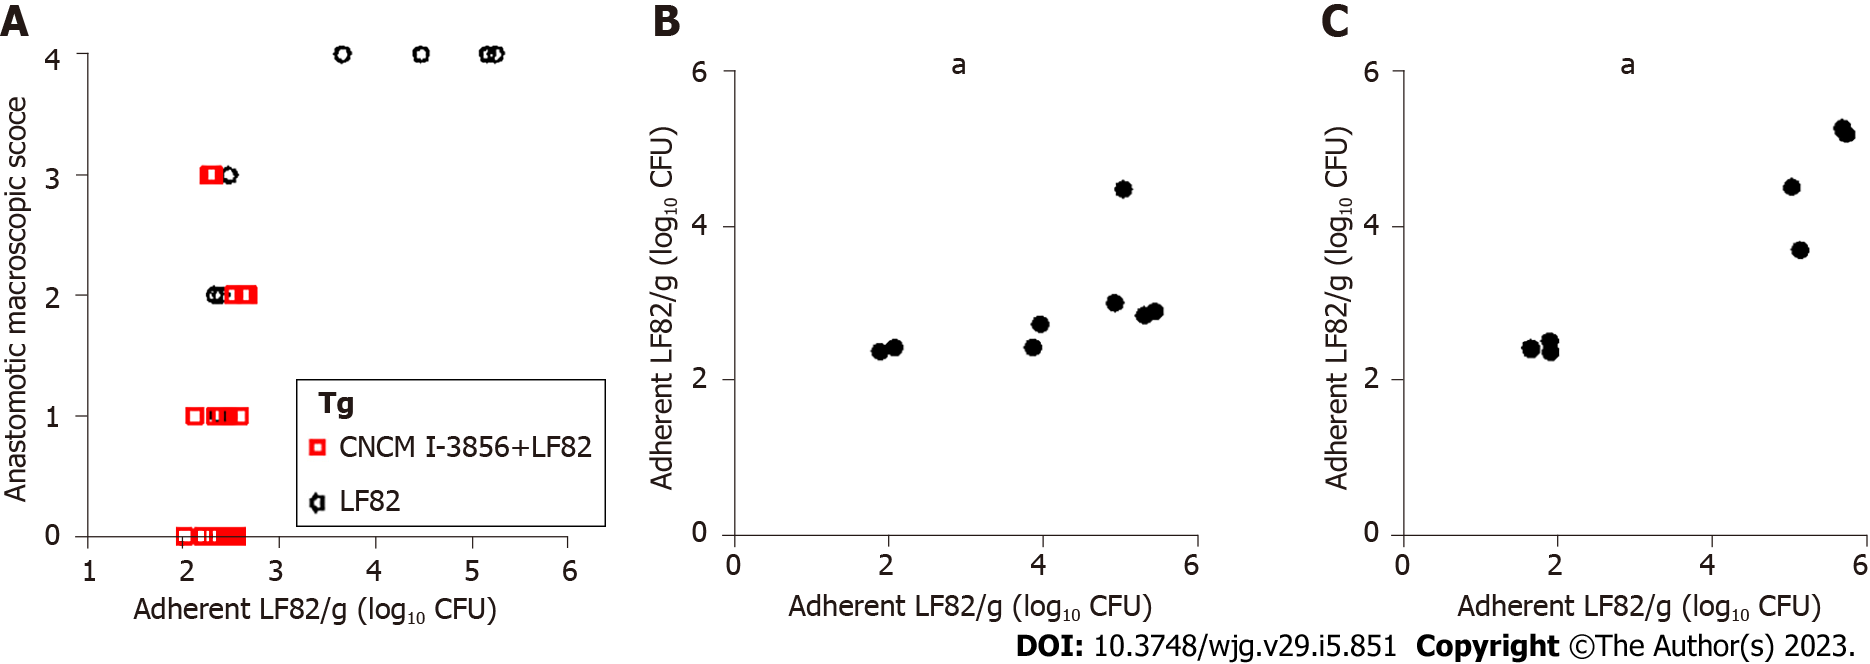 A
4
3
2
1
0
1 2 3 4 5 6
Anastomotic macroscopic scoce
Adherent LF82/g (log10 CFU)
Tg
CNCM I-3856+LF82
LF82
B
a
6
4
2
0
0 2 4 6
Adherent LF82/g (log10 CFU)
Adherent LF82/g (log10 CFU)
C
a
6
4
2
0
0 2 4 6
Adherent LF82/g (log10 CFU)
Adherent LF82/g (log10 CFU)
DOI: 10.3748/wjg.v29.i5.851 Copyright ©The Author(s) 2023.